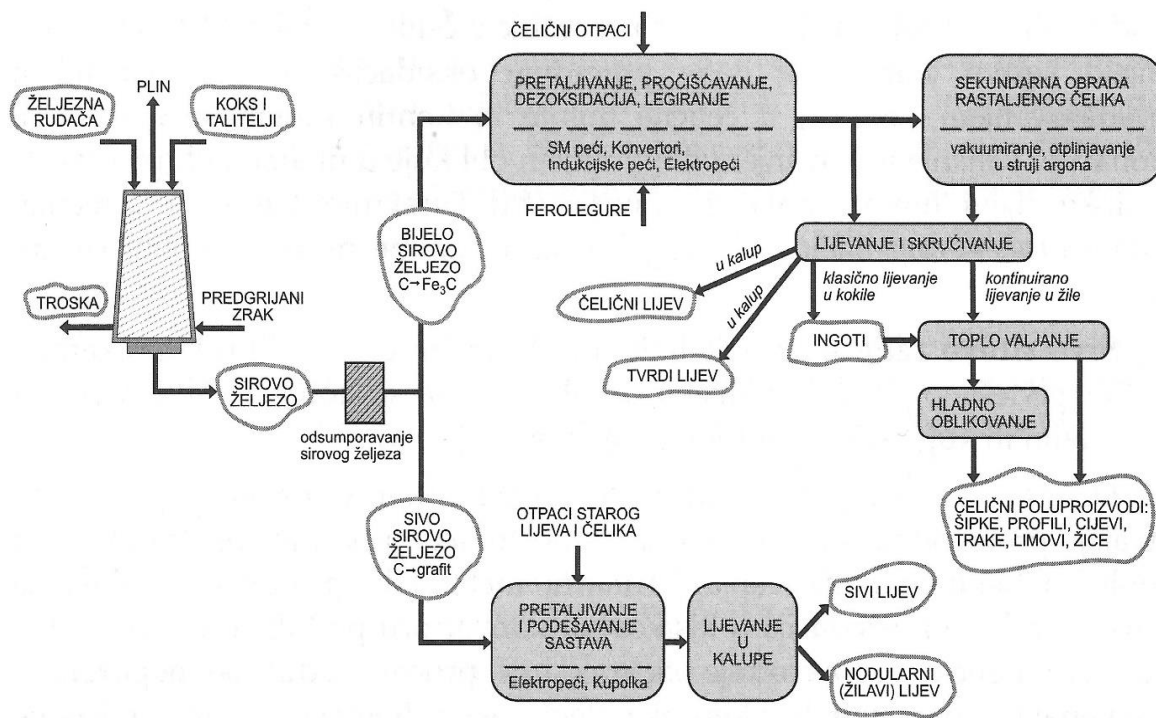 ČELIČNI OTPACI
PLIN
ŽELJEZNA
RUDAČA
KOKS I
TALITELJI
TROSKA
PREDGRIJANI
ZRAK
SIROVO
ŽELJEZO
odsumporavanje
sirovog željeza
BIJELO
SIROVO
ŽELJEZO
C→Fe₃C
PRETALJIVANJE, PROČIŠĆAVANJE,
DEZOKSIDACIJA, LEGIRANJE
SM peći, Konvertori,
Indukcijske peći, Elektropeći
FEROLEGURE
SEKUNDARNA OBRADA
RASTALJENOG ČELIKA
vakuumiranje, otplinjavanje
u struji argona
LIJEVANJE I SKRUĆIVANJE
u kalup
u kalup
klasično lijevanje
u kokile
kontinuirano
lijevanje u žile
ČELIČNI LIJEV
TVRDI LIJEV
INGOTI
TOPLO VALJANJE
HLADNO
OBLIKOVANJE
ČELIČNI POLUPROIZVODI:
ŠIPKE, PROFILI, CIJEVI,
TRAKE, LIMOVI, ŽICE
SIVO
SIROVO
ŽELJEZO
C→grafit
OTPACI STAROG
LIJEVA I ČELIKA
PRETALJIVANJE
I PODEŠAVANJE
SASTAVA
Elektropeći, Kupolka
LIJEVANJE
U
KALUPE
SIVI LIJEV
NODULARNI
(ŽILAVI) LIJEV